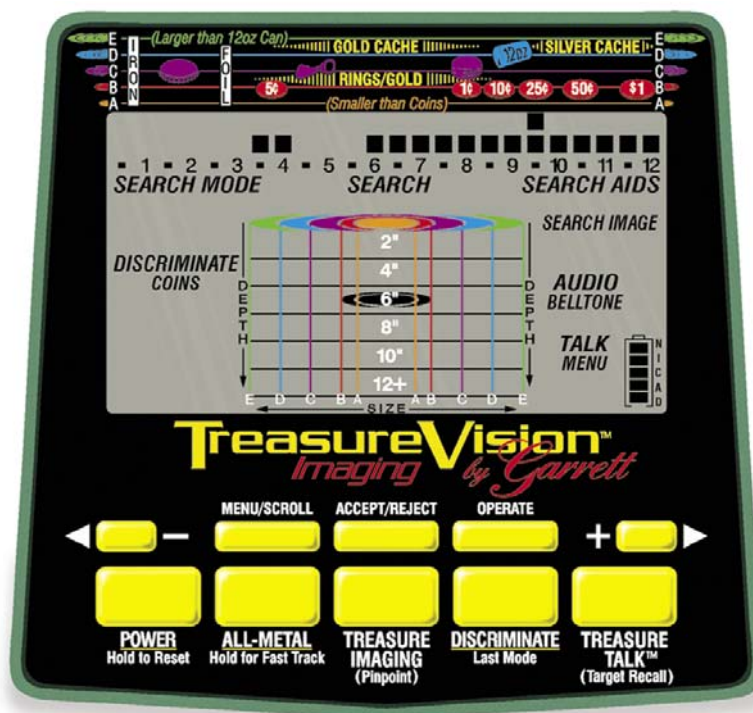 E (Larger than 12oz Can) GOLD CACHE SILVER CACHE E
D 12oz D
C IRON FOIL C
B RINGS/GOLD B
5¢ 1¢ 10¢ 25¢ 50¢ $1
A (Smaller than Coins) A
- 1 - 2 - 3 - 4 - 5 - 6 - 7 - 8 - 9 - 10 - 11 - 12
SEARCH MODE SEARCH SEARCH AIDS
SEARCH IMAGE
2"
DISCRIMINATE
COINS
4"
AUDIO
BELLTONE
DEPTH 6" DEPTH
8"
TALK
MENU
NICAD
10"
12+
E D C B A A B C D E
SIZE
TreasureVision™
Imaging by Garrett
MENU/SCROLL ACCEPT/REJECT OPERATE
− +
POWER
Hold to Reset
ALL-METAL
Hold for Fast Track
TREASURE
IMAGING
(Pinpoint)
DISCRIMINATE
Last Mode
TREASURE
TALK™
(Target Recall)